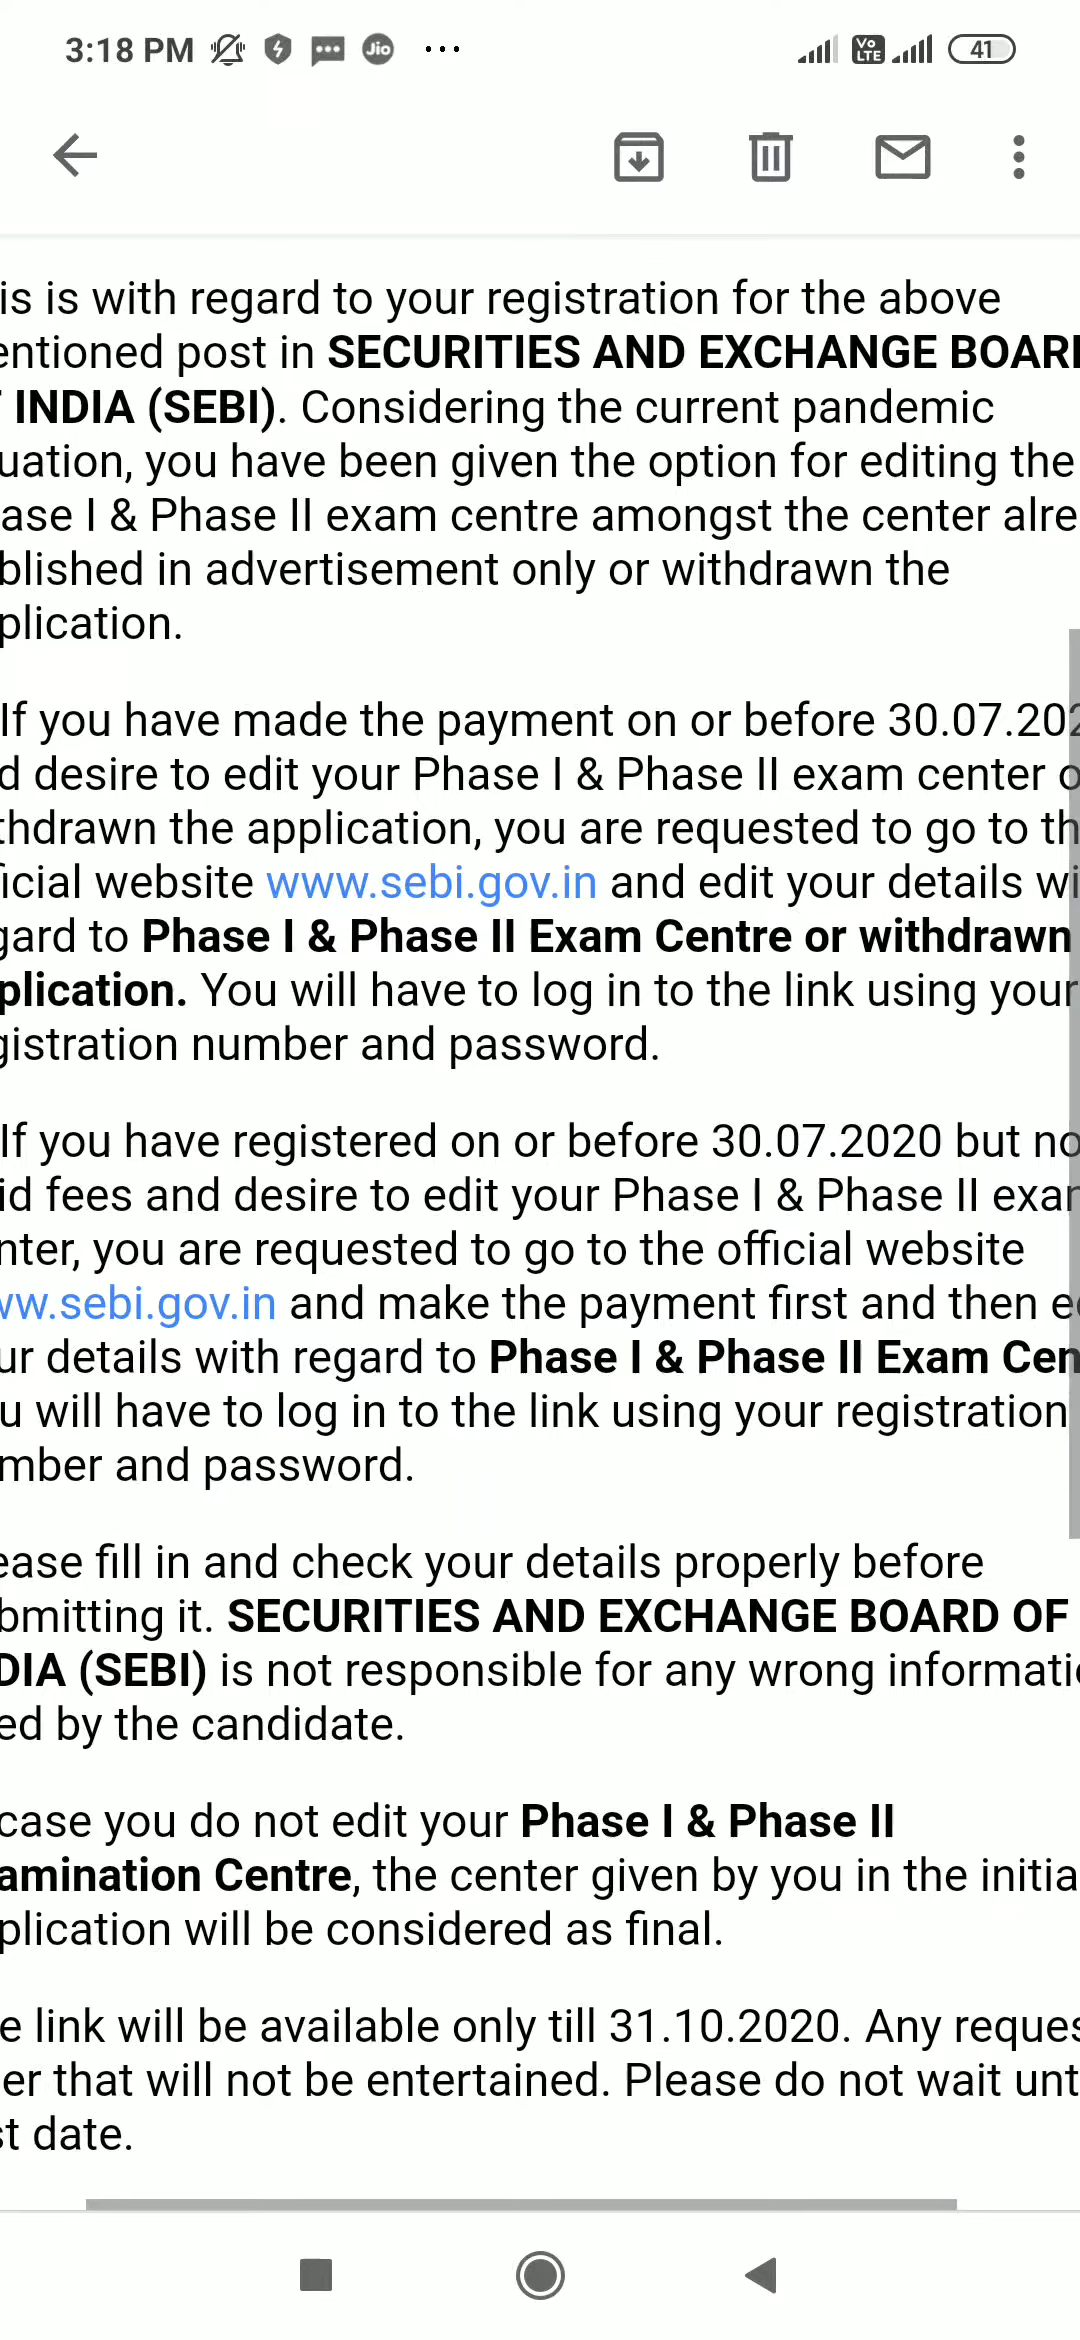 3:18 PM Jio ... Vo LTE 41
is is with regard to your registration for the above
entioned post in SECURITIES AND EXCHANGE BOAR
INDIA (SEBI). Considering the current pandemic
uation, you have been given the option for editing the
ase I & Phase II exam centre amongst the center alre
blished in advertisement only or withdrawn the
plication.
If you have made the payment on or before 30.07.202
d desire to edit your Phase I & Phase II exam center o
thdrawn the application, you are requested to go to th
icial website www.sebi.gov.in and edit your details wi
gard to Phase I & Phase II Exam Centre or withdrawn
plication. You will have to log in to the link using your
gistration number and password.
If you have registered on or before 30.07.2020 but no
id fees and desire to edit your Phase I & Phase II exar
nter, you are requested to go to the official website
ww.sebi.gov.in and make the payment first and then e
ur details with regard to Phase I & Phase II Exam Cen
u will have to log in to the link using your registration
mber and password.
ease fill in and check your details properly before
bmitting it. SECURITIES AND EXCHANGE BOARD OF
DIA (SEBI) is not responsible for any wrong informati
ed by the candidate.
case you do not edit your Phase I & Phase II
amination Centre, the center given by you in the initia
plication will be considered as final.
e link will be available only till 31.10.2020. Any reques
er that will not be entertained. Please do not wait unt
st date.